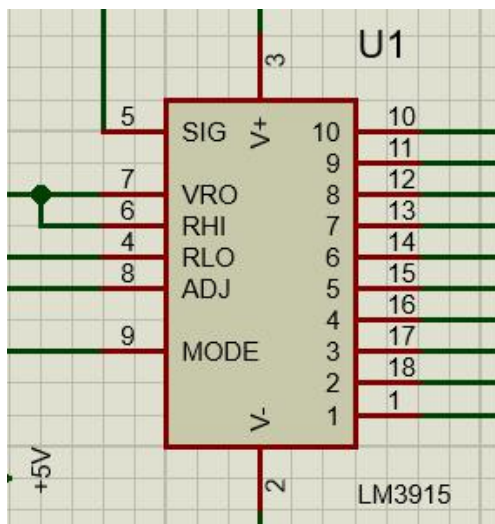 U1
3
5 SIG V+ 10 10
9 11
7 VRO 8 12
6 RHI 7 13
4 RLO 6 14
8 ADJ 5 15
4 16
9 MODE 3 17
2 18
V- 1 1
+5V
2
LM3915